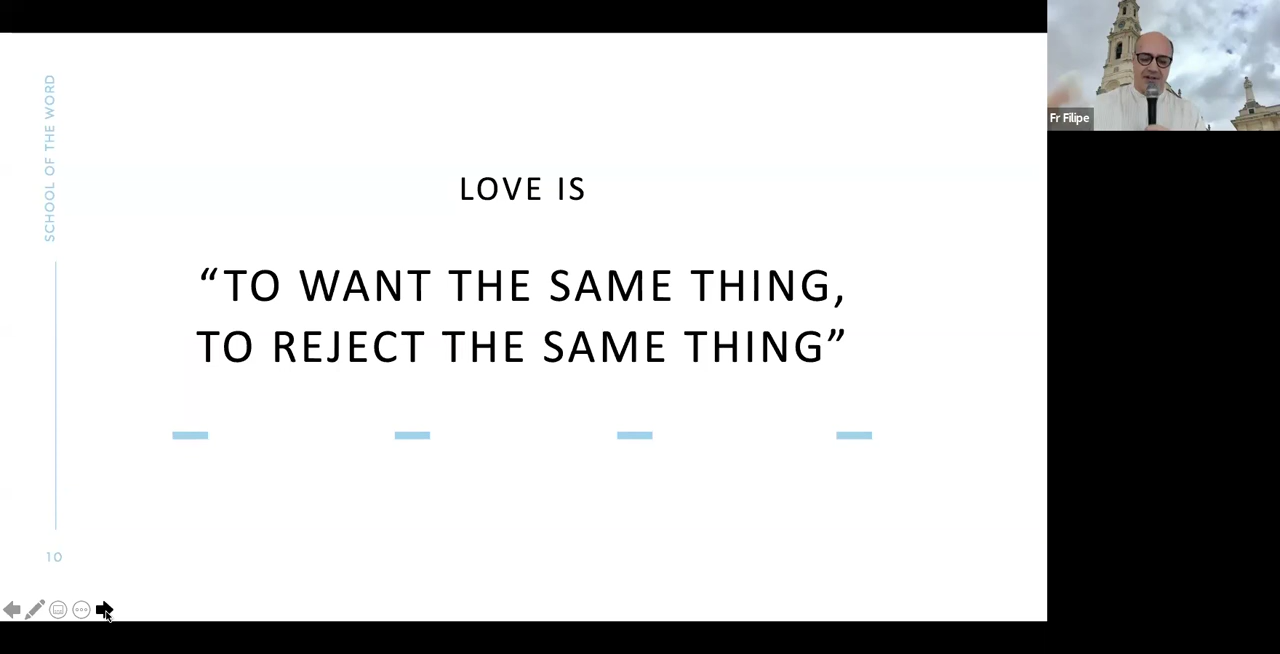 SCHOOL OF THE WORD
LOVE IS
“TO WANT THE SAME THING,
TO REJECT THE SAME THING”
10
Fr Filipe